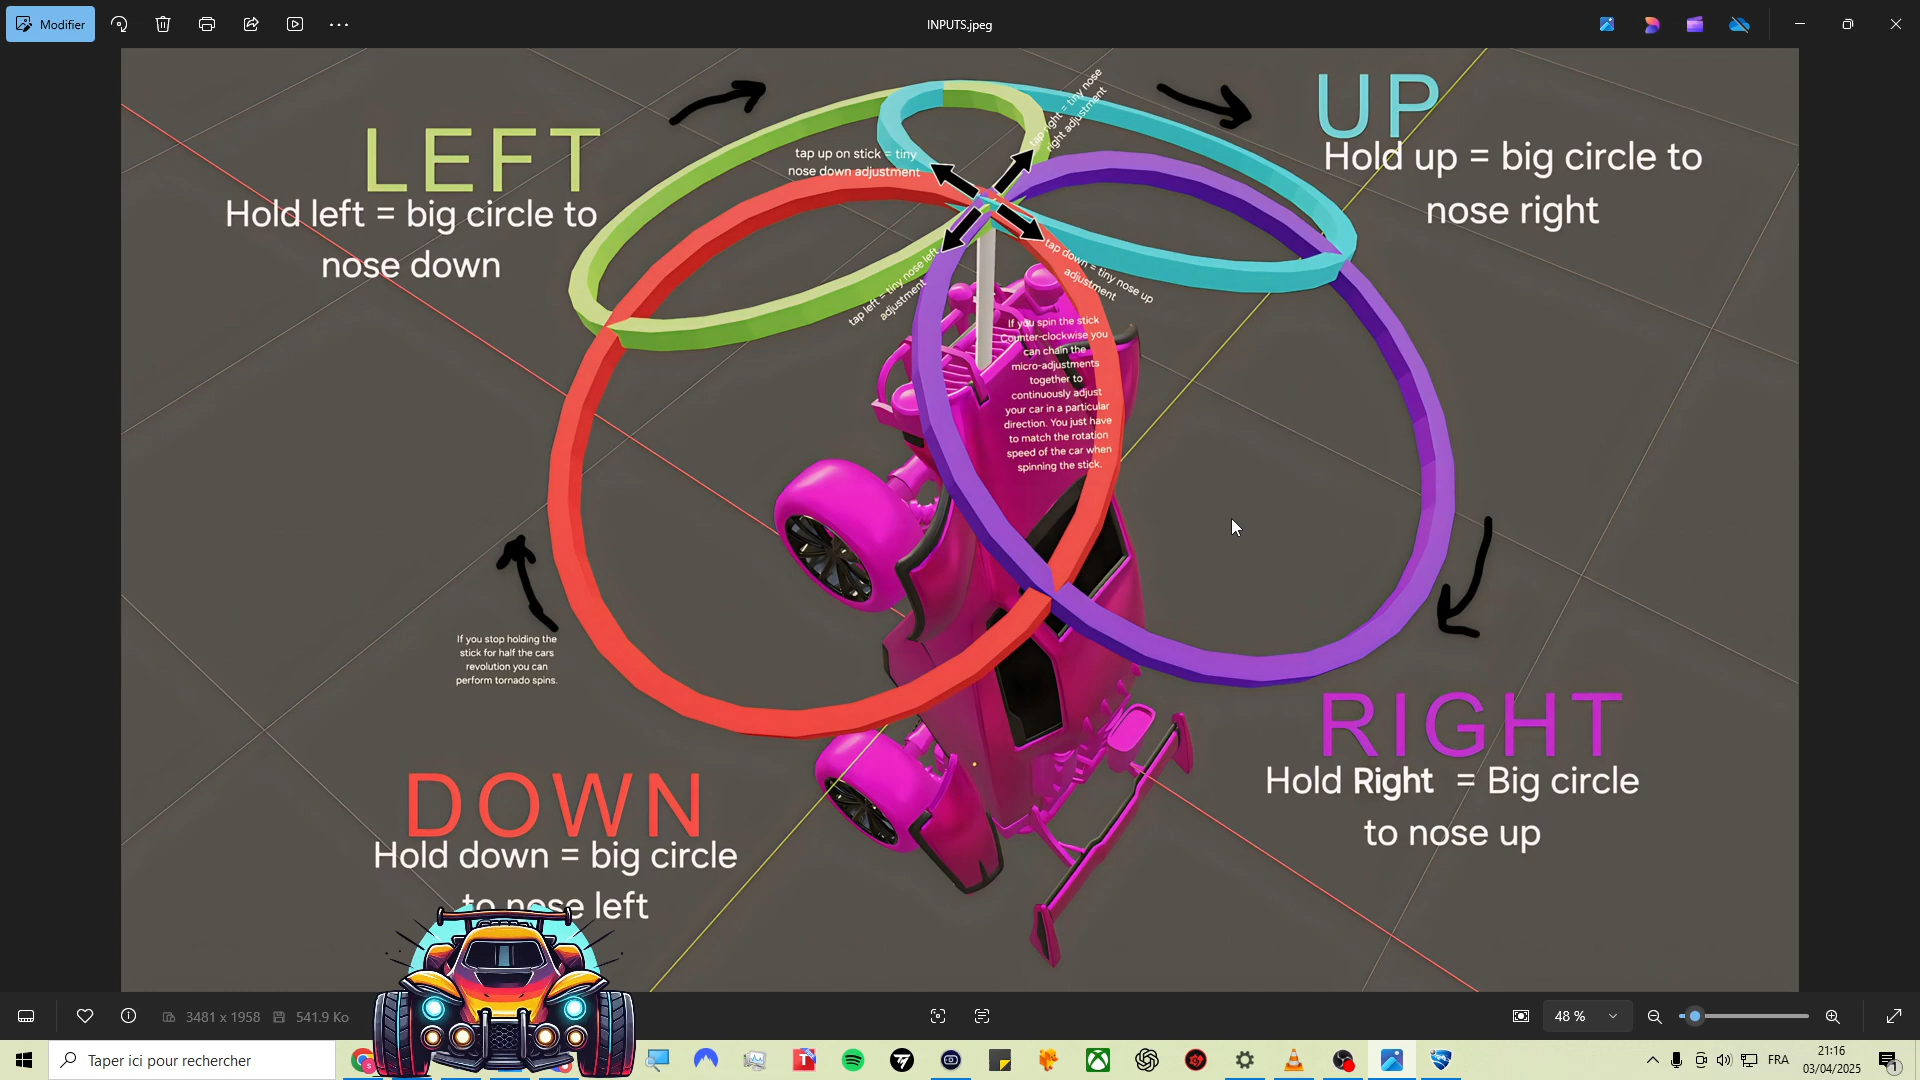 Modifier
INPUTS.jpeg
UP
Hold up = big circle to
nose right
LEFT
Hold left = big circle to
nose down
tap up on stick = tiny
nose down adjustment
tap right = tiny nose
right adjustment
tap left = tiny nose left
adjustment
tap down = tiny nose up
adjustment
If you spin the stick
Counter-clockwise you
can chain the
micro-adjustments
together to
continuously adjust
your car in a particular
direction. You just have
to match the rotation
speed of the car when
spinning the stick.
If you stop holding the
stick for half the cars
revolution you can
perform tornado spins.
RIGHT
Hold Right = Big circle
to nose up
DOWN
Hold down = big circle
to nose left
3481 x 1958
541.9 Ko
48 %
Taper ici pour rechercher
FRA
21:16
03/04/2025
1